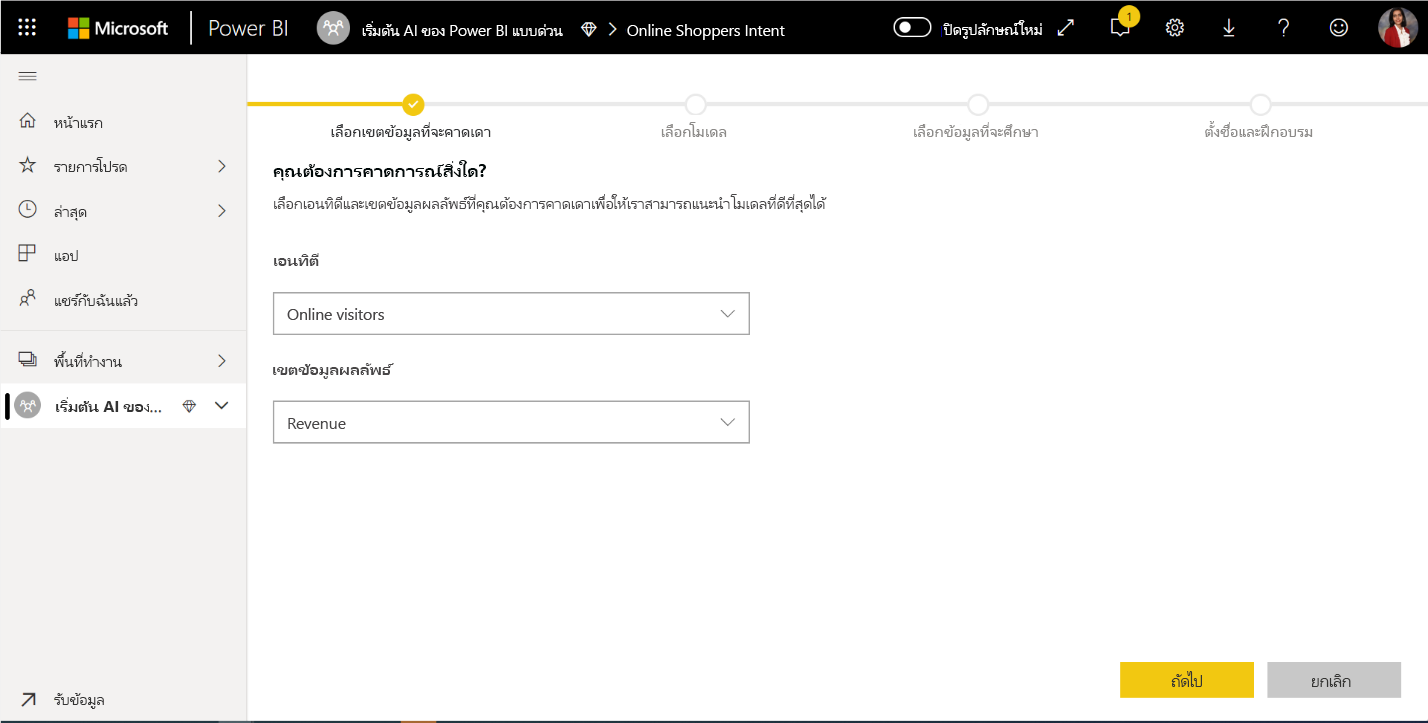 Microsoft Power BI เริ่มต้น AI ของ Power BI แบบด่วน > Online Shoppers Intent ปิดรูปลักษณ์ใหม่ 1 ?
หน้าแรก
รายการโปรด
ล่าสุด
แอป
แชร์กับฉันแล้ว
พื้นที่ทำงาน
เริ่มต้น AI ของ...
รับข้อมูล
เลือกเขตข้อมูลที่จะคาดเดา เลือกโมเดล เลือกข้อมูลที่จะศึกษา ตั้งชื่อและฝึกอบรม
คุณต้องการคาดการณ์สิ่งใด?
เลือกเอนทิตีและเขตข้อมูลผลลัพธ์ที่คุณต้องการคาดเดาเพื่อให้เราสามารถแนะนำโมเดลที่ดีที่สุดได้
เอนทิตี
Online visitors
เขตข้อมูลผลลัพธ์
Revenue
ถัดไป ยกเลิก